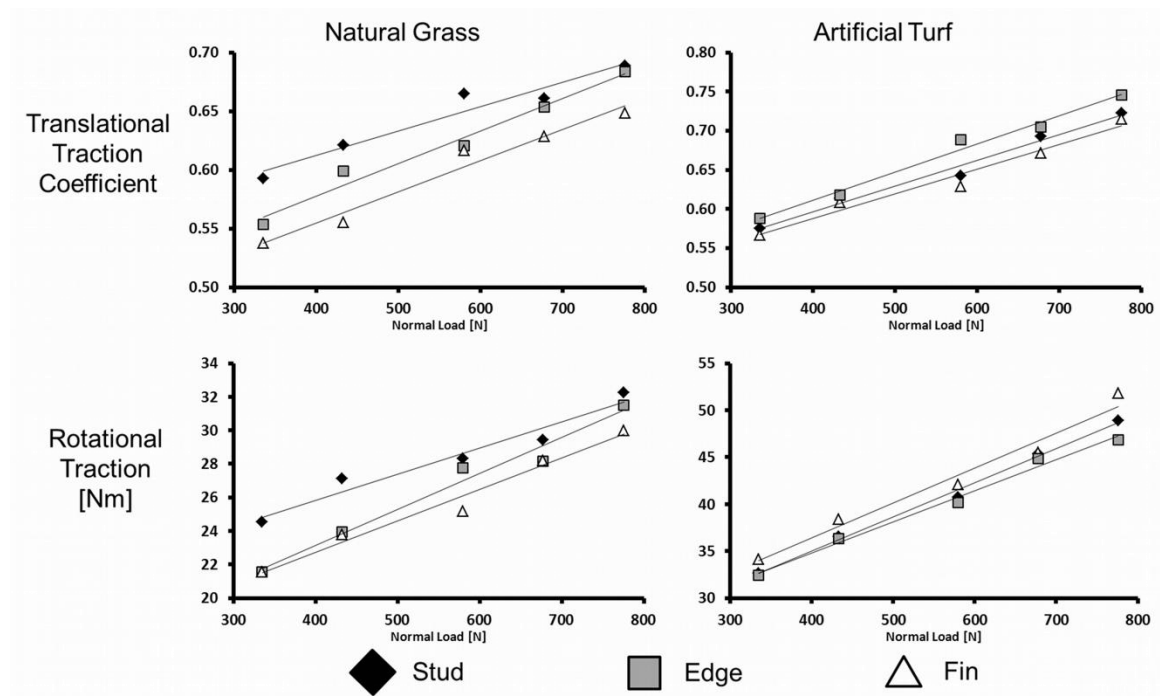 Natural Grass
Artificial Turf
Translational
Traction
Coefficient
0.70
0.65
0.60
0.55
0.50
300 400 500 600 700 800
Normal Load [N]
0.80
0.75
0.70
0.65
0.60
0.55
0.50
300 400 500 600 700 800
Normal Load [N]
Rotational
Traction
[Nm]
34
32
30
28
26
24
22
20
300 400 500 600 700 800
Normal Load [N]
55
50
45
40
35
30
300 400 500 600 700 800
Normal Load [N]
Stud Edge Fin